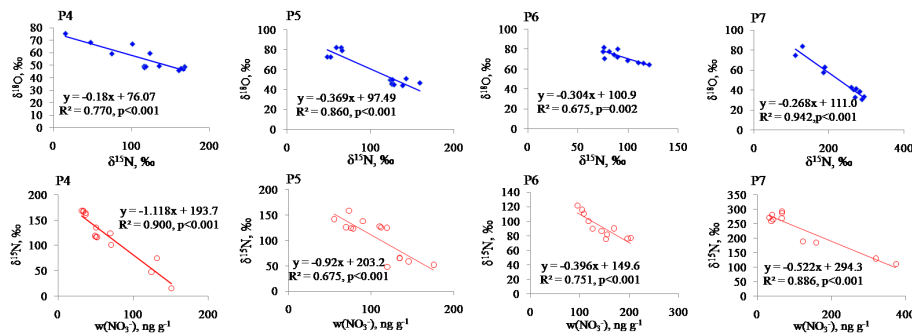 P4
δ¹⁸O, ‰
80
70
60
50
40
30
20
10
0
y = -0.18x + 76.07
R² = 0.770, p<0.001
0 100 200
δ¹⁵N, ‰
P5
δ¹⁸O, ‰
100
80
60
40
20
0
y = -0.369x + 97.49
R² = 0.860, p<0.001
0 100 200
δ¹⁵N, ‰
P6
δ¹⁸O, ‰
100
80
60
40
20
0
y = -0.304x + 100.9
R² = 0.675, p=0.002
0 50 100 150
δ¹⁵N, ‰
P7
δ¹⁸O, ‰
100
80
60
40
20
0
y = -0.268x + 111.0
R² = 0.942,p<0.001
0 200 400
δ¹⁵N, ‰
P4
δ¹⁵N, ‰
200
150
100
50
0
y = -1.118x + 193.7
R² = 0.900, p<0.001
0 100 200
w(NO₃⁻), ng g⁻¹
P5
δ¹⁵N, ‰
200
150
100
50
0
y = -0.92x + 203.2
R² = 0.675, p<0.001
0 100 200
w(NO₃⁻), ng g⁻¹
P6
δ¹⁵N, ‰
140
120
100
80
60
40
20
0
y = -0.396x + 149.6
R² = 0.751, p<0.001
0 100 200 300
w(NO₃⁻), ng g⁻¹
P7
δ¹⁵N, ‰
350
300
250
200
150
100
50
0
y = -0.522x + 294.3
R² = 0.886, p<0.001
0 200 400
w(NO₃⁻), ng g⁻¹